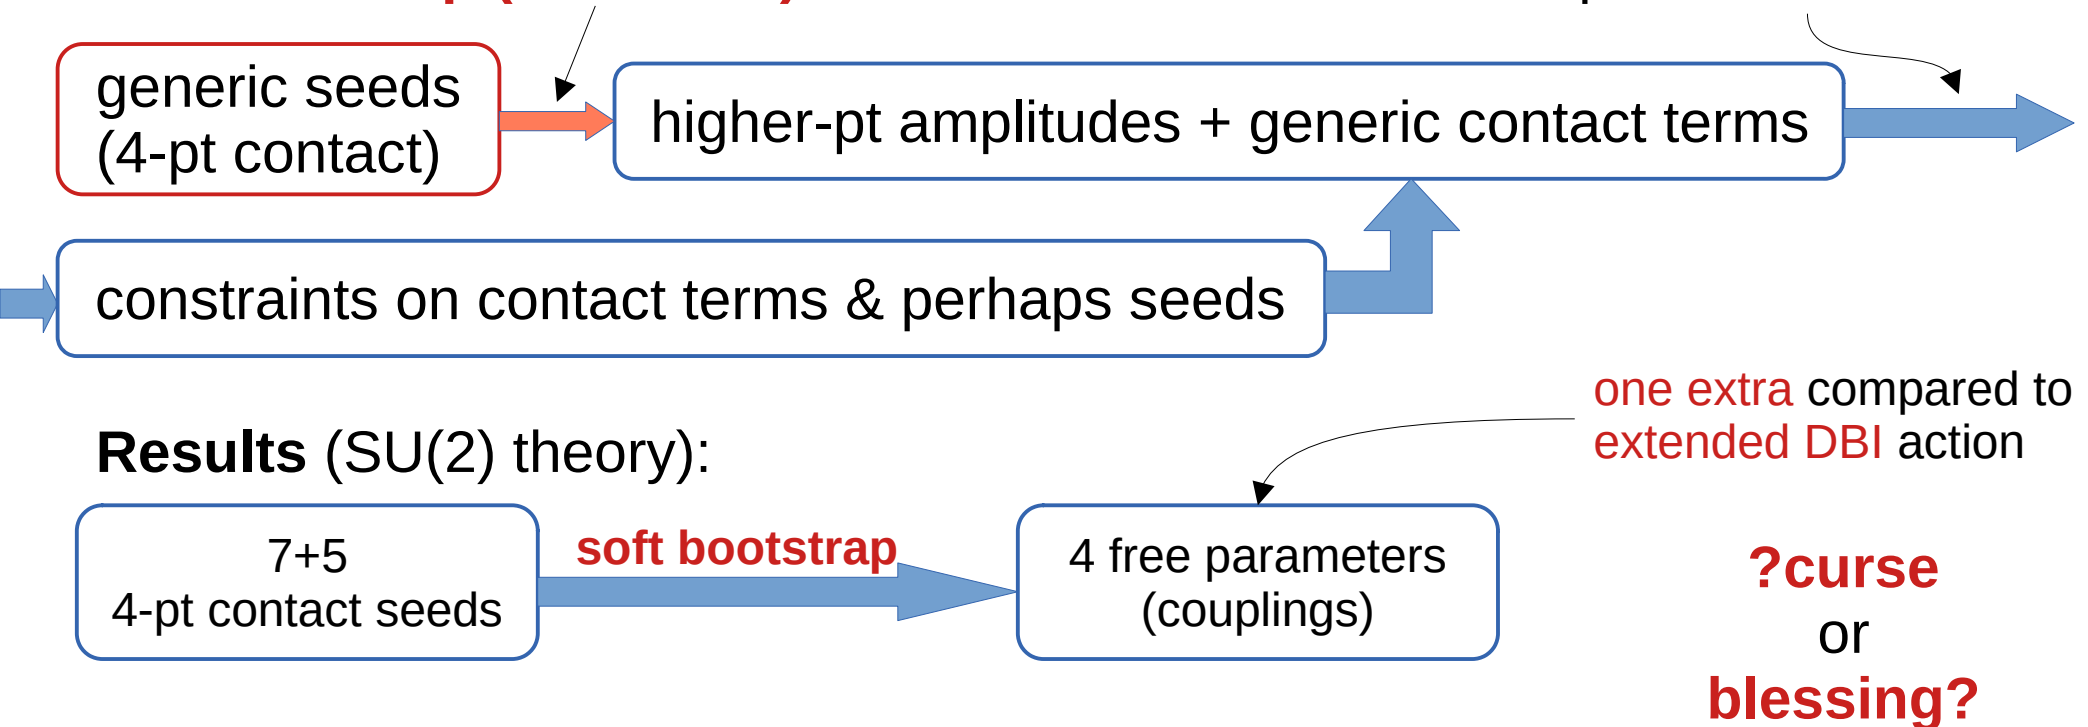 generic seeds
(4-pt contact)
higher-pt amplitudes + generic contact terms
constraints on contact terms & perhaps seeds
one extra compared to
extended DBI action
Results (SU(2) theory):
7+5
4-pt contact seeds
soft bootstrap
4 free parameters
(couplings)
?curse
or
blessing?